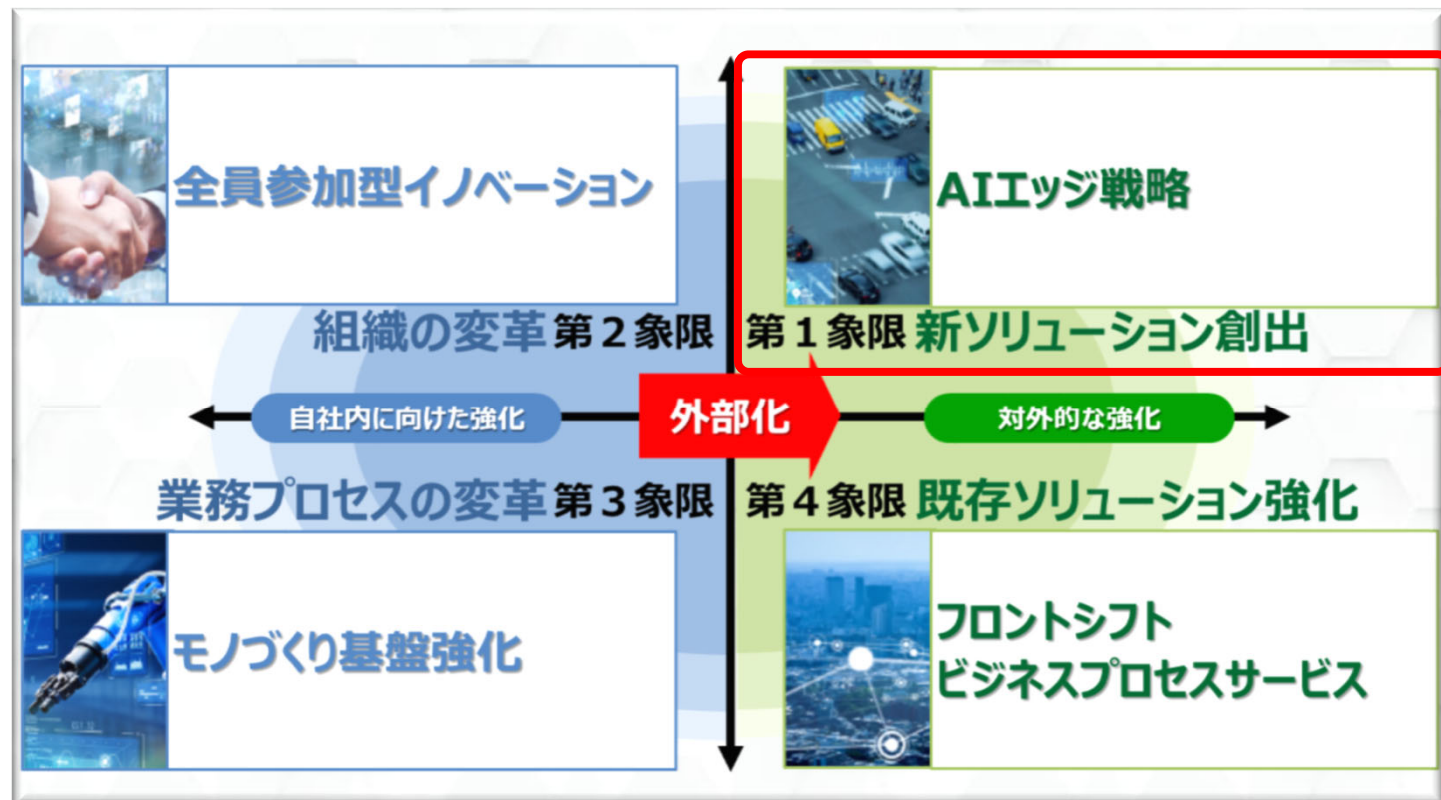 全員参加型イノベーション
AIエッジ戦略
組織の変革 第２象限
第１象限 新ソリューション創出
自社内に向けた強化
外部化
対外的な強化
業務プロセスの変革 第３象限
第４象限 既存ソリューション強化
モノづくり基盤強化
フロントシフト
ビジネスプロセスサービス